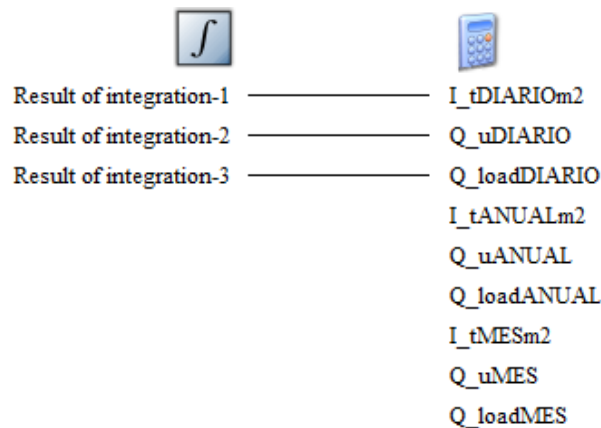 Result of integration-1 I_tDIARIOm2
Result of integration-2 Q_uDIARIO
Result of integration-3 Q_loadDIARIO
I_tANUALm2
Q_uANUAL
Q_loadANUAL
I_tMESm2
Q_uMES
Q_loadMES